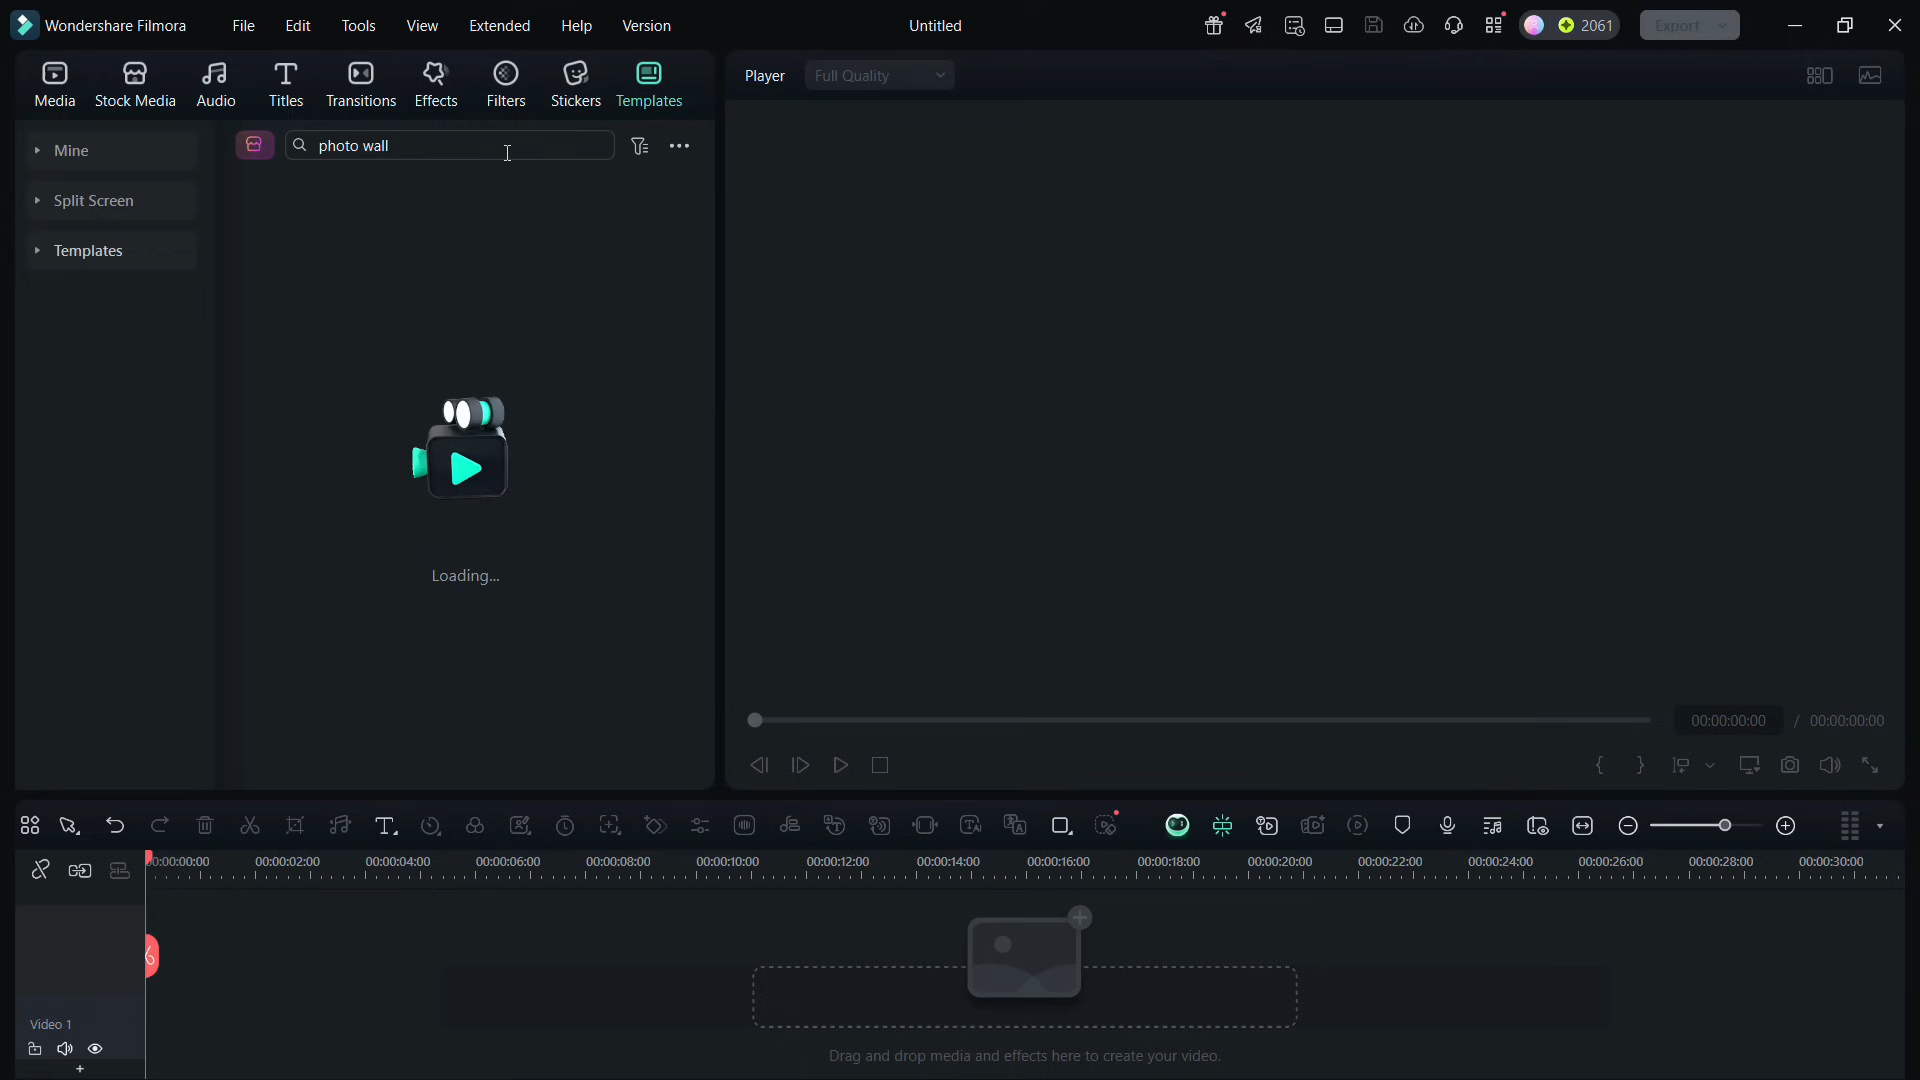 Wondershare Filmora File Edit Tools View Extended Help Version Untitled 2061 Export
Media Stock Media Audio Titles Transitions Effects Filters Stickers Templates
Player Full Quality
Mine
photo wall
Split Screen
Templates
Loading...
00:00:00:00 / 00:00:00:00
00:00:00:00 00:00:02:00 00:00:04:00 00:00:06:00 00:00:08:00 00:00:10:00 00:00:12:00 00:00:14:00 00:00:16:00 00:00:18:00 00:00:20:00 00:00:22:00 00:00:24:00 00:00:26:00 00:00:28:00 00:00:30:00
Video 1
Drag and drop media and effects here to create your video.